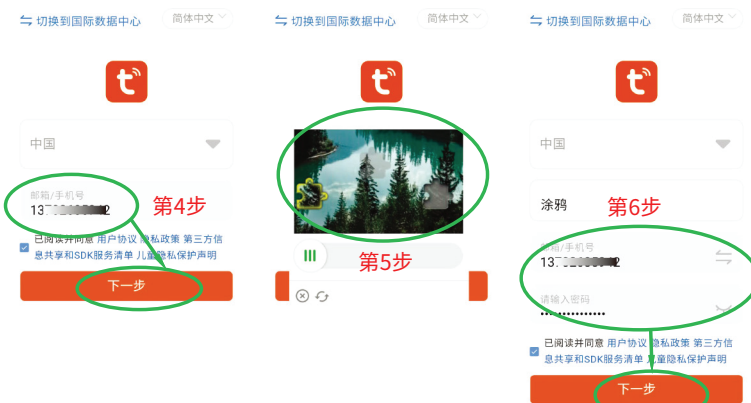 切换到国际数据中心
简体中文
中国
邮箱/手机号
第4步
已阅读并同意 用户协议 隐私政策 第三方信
息共享和SDK服务清单 儿童隐私保护声明
下一步
切换到国际数据中心
简体中文
第5步
切换到国际数据中心
简体中文
中国
涂鸦
第6步
邮箱/手机号
请输入密码
已阅读并同意 用户协议 隐私政策 第三方信
息共享和SDK服务清单 儿童隐私保护声明
下一步